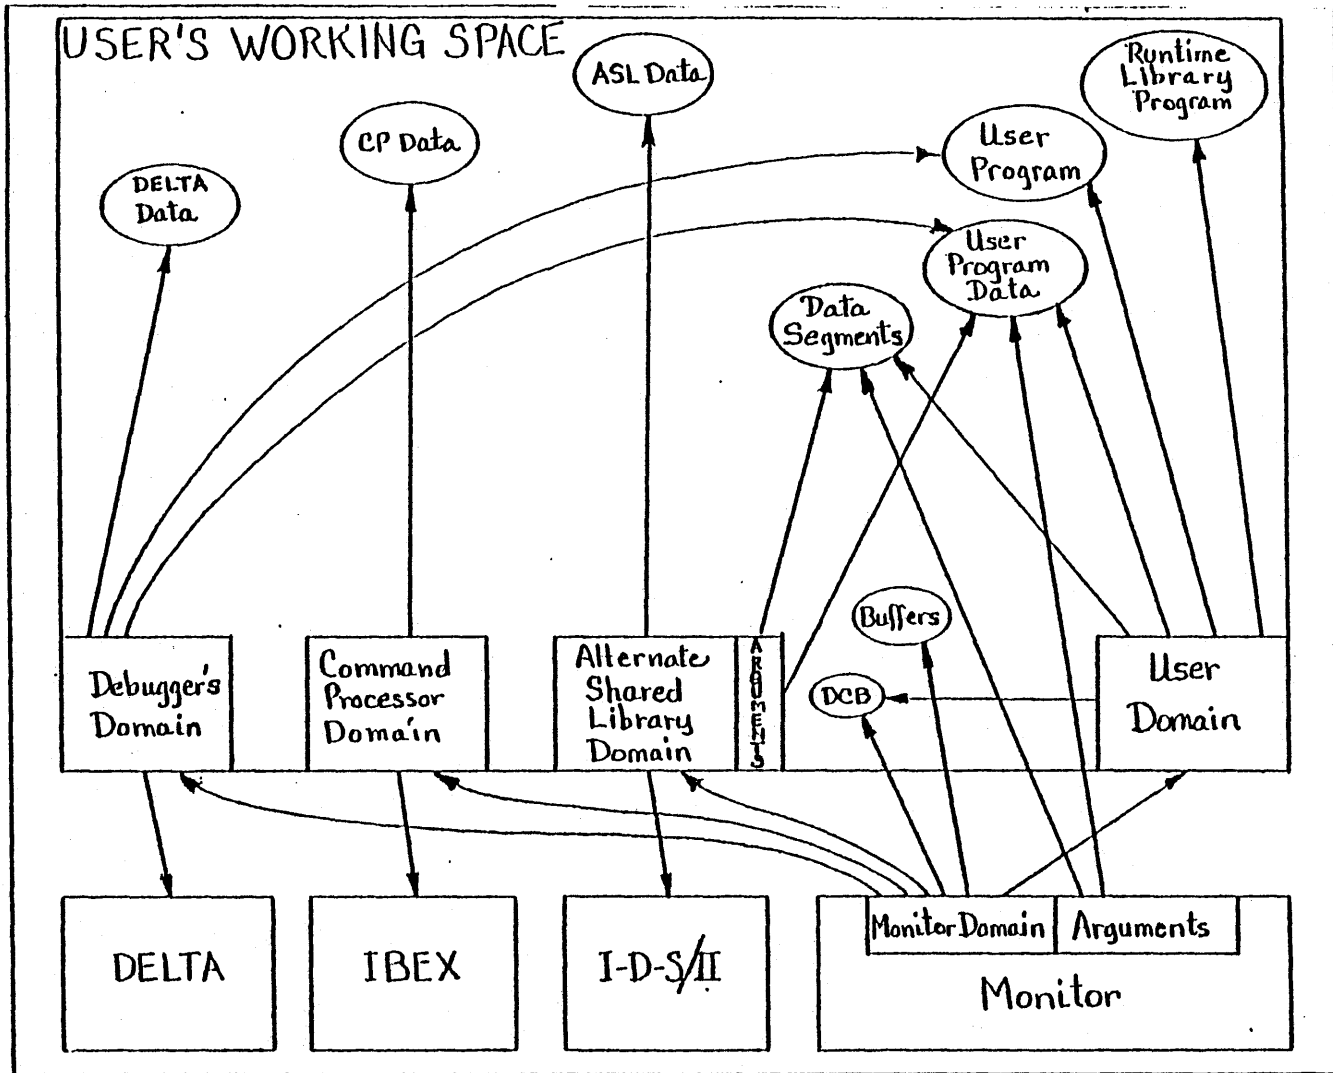 USER'S WORKING SPACE
ASL Data
Runtime
Library
Program
CP Data
User
Program
DELTA
Data
User
Program
Data
Data
Segments
Buffers
DCB
Debugger's
Domain
Command
Processor
Domain
Alternate
Shared
Library
Domain
ARGUMENTS
User
Domain
DELTA
IBEX
I-D-S/II
Monitor Domain
Arguments
Monitor